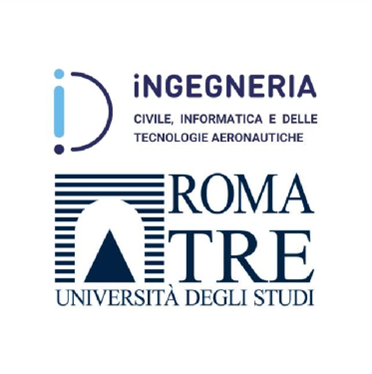 iNGEGNERIA
CIVILE, INFORMATICA E DELLE
TECNOLOGIE AERONAUTICHE
ROMA
TRE
UNIVERSITÀ DEGLI STUDI